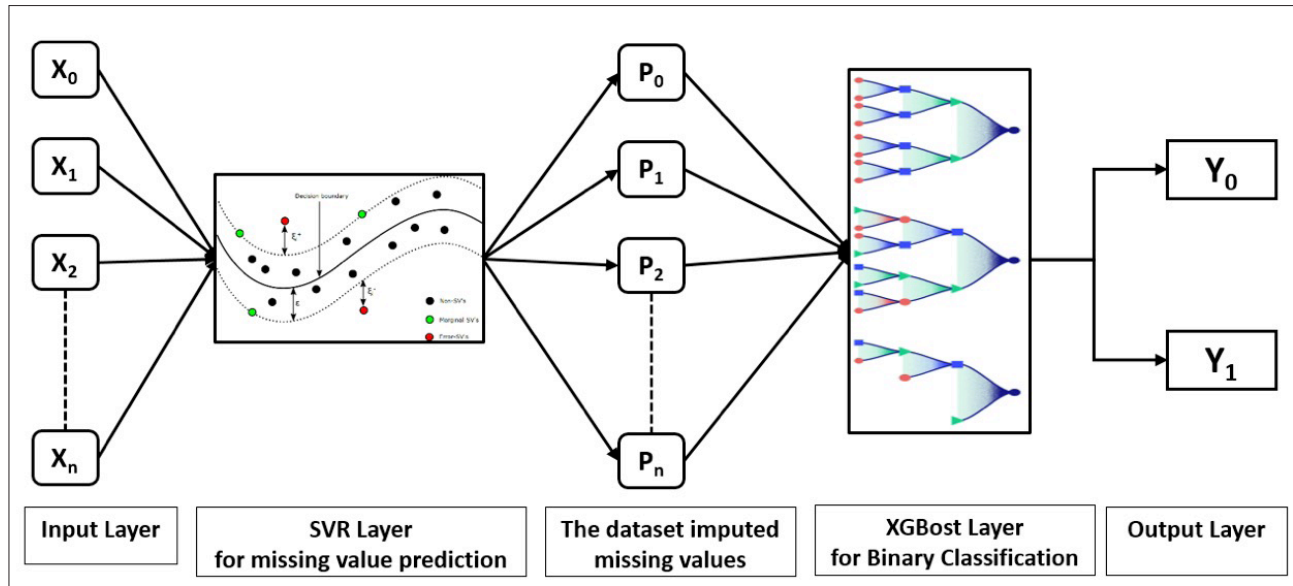 X0
X1
X2
Xn
Decision boundary
ξ+
ε
ξ-
Non-SV's
Marginal SV's
Error-SV's
P0
P1
P2
Pn
Y0
Y1
Input Layer
SVR Layer
for missing value prediction
The dataset imputed
missing values
XGBost Layer
for Binary Classification
Output Layer